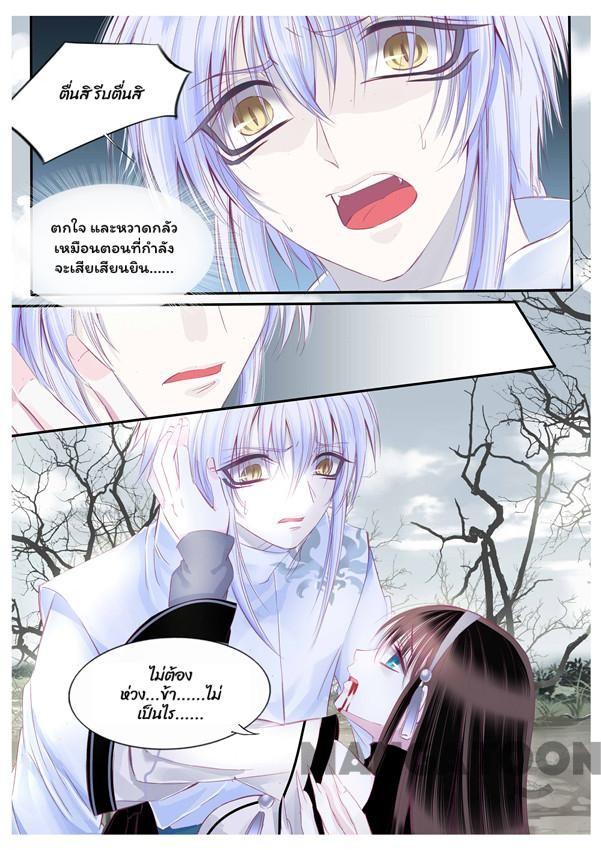 ตื่นสิ รีบตื่นสิ
ตกใจ และหวาดกลัว
เหมือนตอนที่กำลัง
จะเสียเสียนยิน......
ไม่ต้อง
ห่วง...ข้า......ไม่
เป็นไร......
MANGATOON